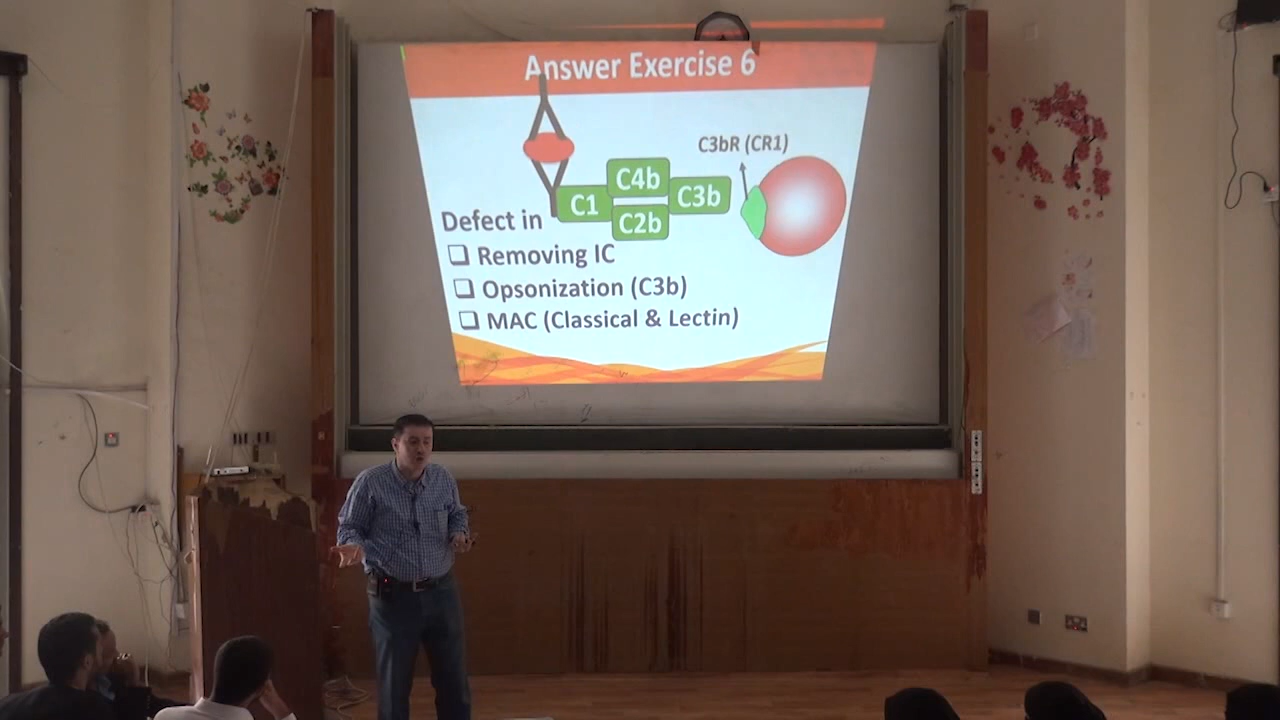 Answer Exercise 6
C3bR (CR1)
C4b
C1
C3b
C2b
Defect in
Removing IC
Opsonization (C3b)
MAC (Classical & Lectin)